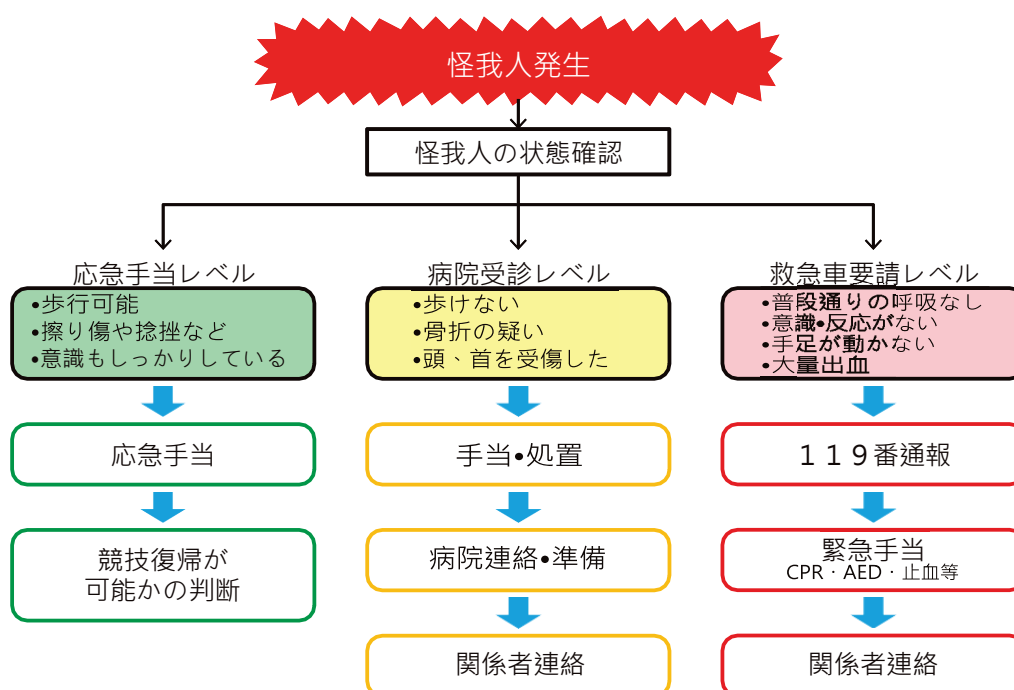 怪我人発生
怪我人の状態確認
応急手当レベル
•歩行可能
•擦り傷や捻挫など
•意識もしっかりしている
応急手当
競技復帰が
可能かの判断
病院受診レベル
•歩けない
•骨折の疑い
•頭、首を受傷した
手当•処置
病院連絡•準備
関係者連絡
救急車要請レベル
•普段通りの呼吸なし
•意識•反応がない
•手足が動かない
•大量出血
１１９番通報
緊急手当
CPR・AED・止血等
関係者連絡